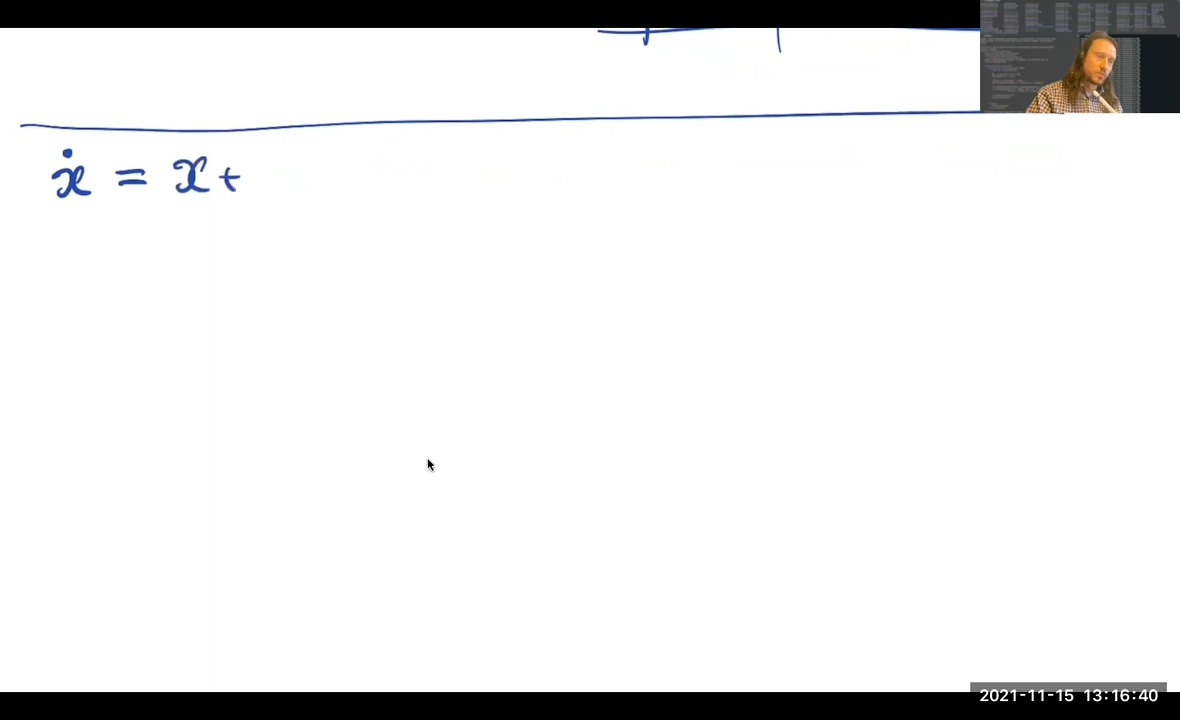 ẋ = x +
2021-11-15 13:16:40